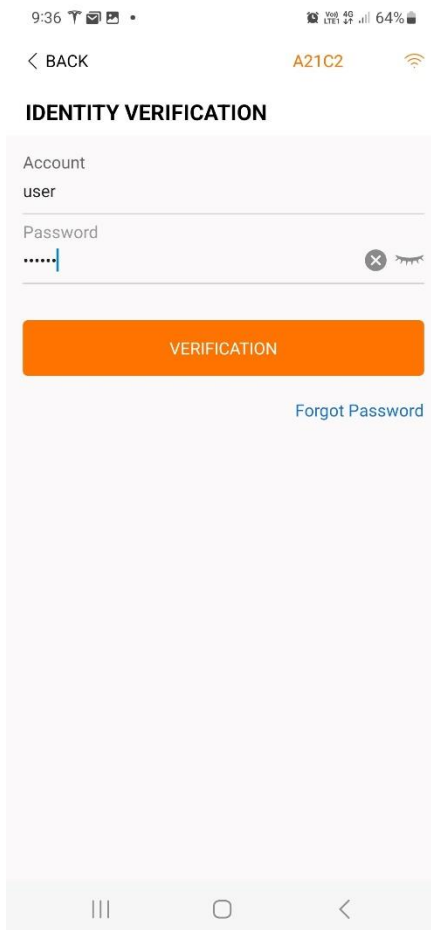 9:36 64%
BACK A21C2
IDENTITY VERIFICATION
Account
user
Password
••••••
VERIFICATION
Forgot Password